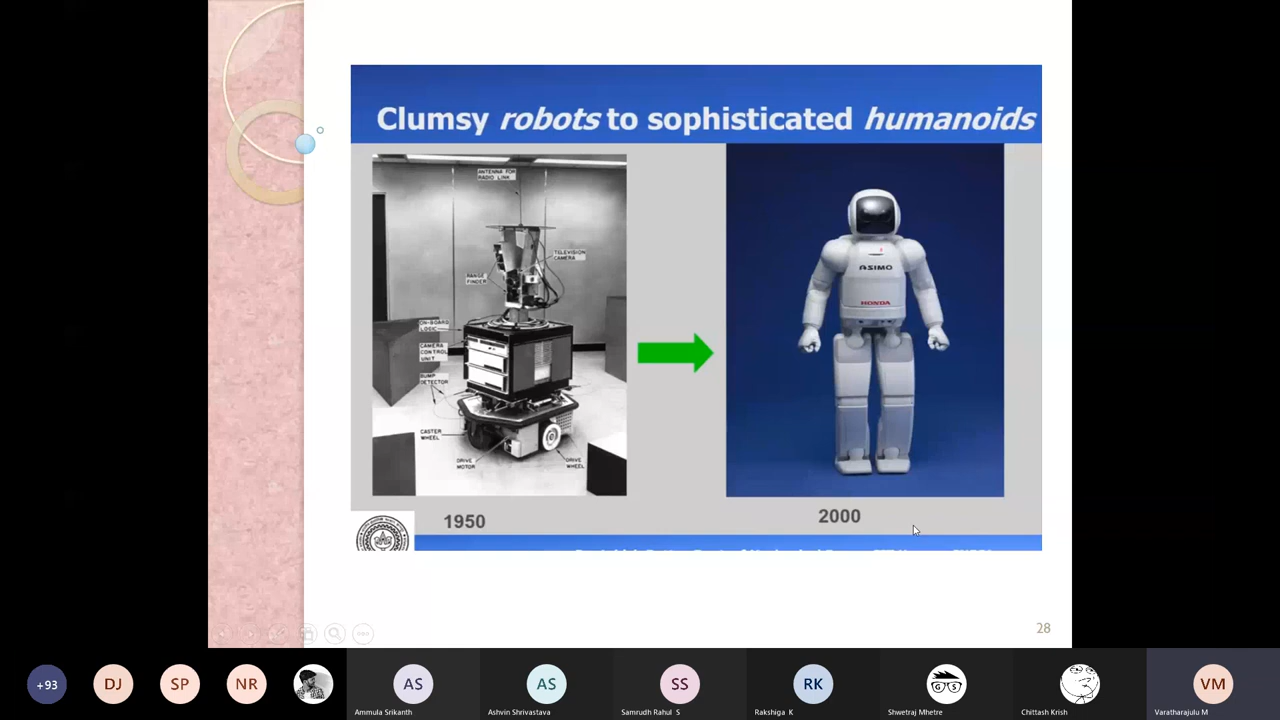 Clumsy robots to sophisticated humanoids
ANTENNA FOR
RADIO LINK
TELEVISION
CAMERA
RANGE
FINDER
ON-BOARD
LOGIC
CAMERA
CONTROL
UNIT
BUMP
DETECTOR
CASTER
WHEEL
DRIVE
MOTOR
DRIVE
WHEEL
ASIMO
HONDA
1950
2000
28
+93
DJ
SP
NR
AS
AS
SS
RK
GS
VM
Ammula Srikanth
Ashvin Shrivastava
Samrudh Rahul S
Rakshiga K
Shwetraj Mhetre
Chittash Krish
Varatharajulu M